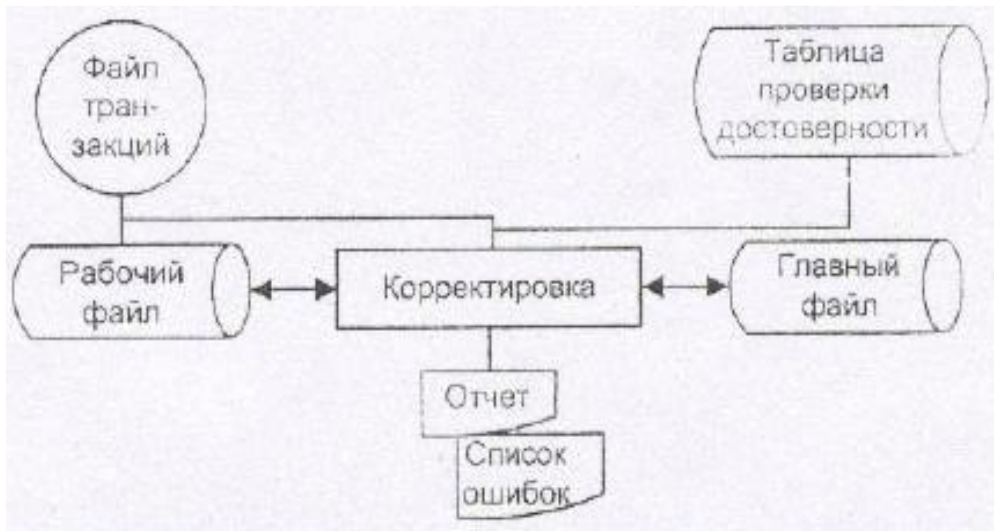 Файл
тран-
закций
Таблица
проверки
достоверности
Рабочий
файл
Корректировка
Главный
файл
Отчет
Список
ошибок